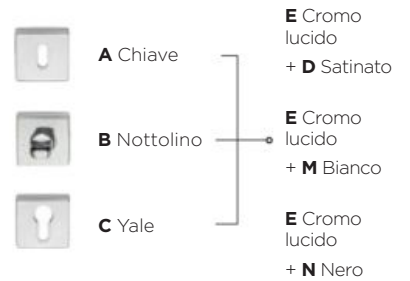 A Chiave
B Nottolino
C Yale
E Cromo
lucido
+ D Satinato
E Cromo
lucido
+ M Bianco
E Cromo
lucido
+ N Nero